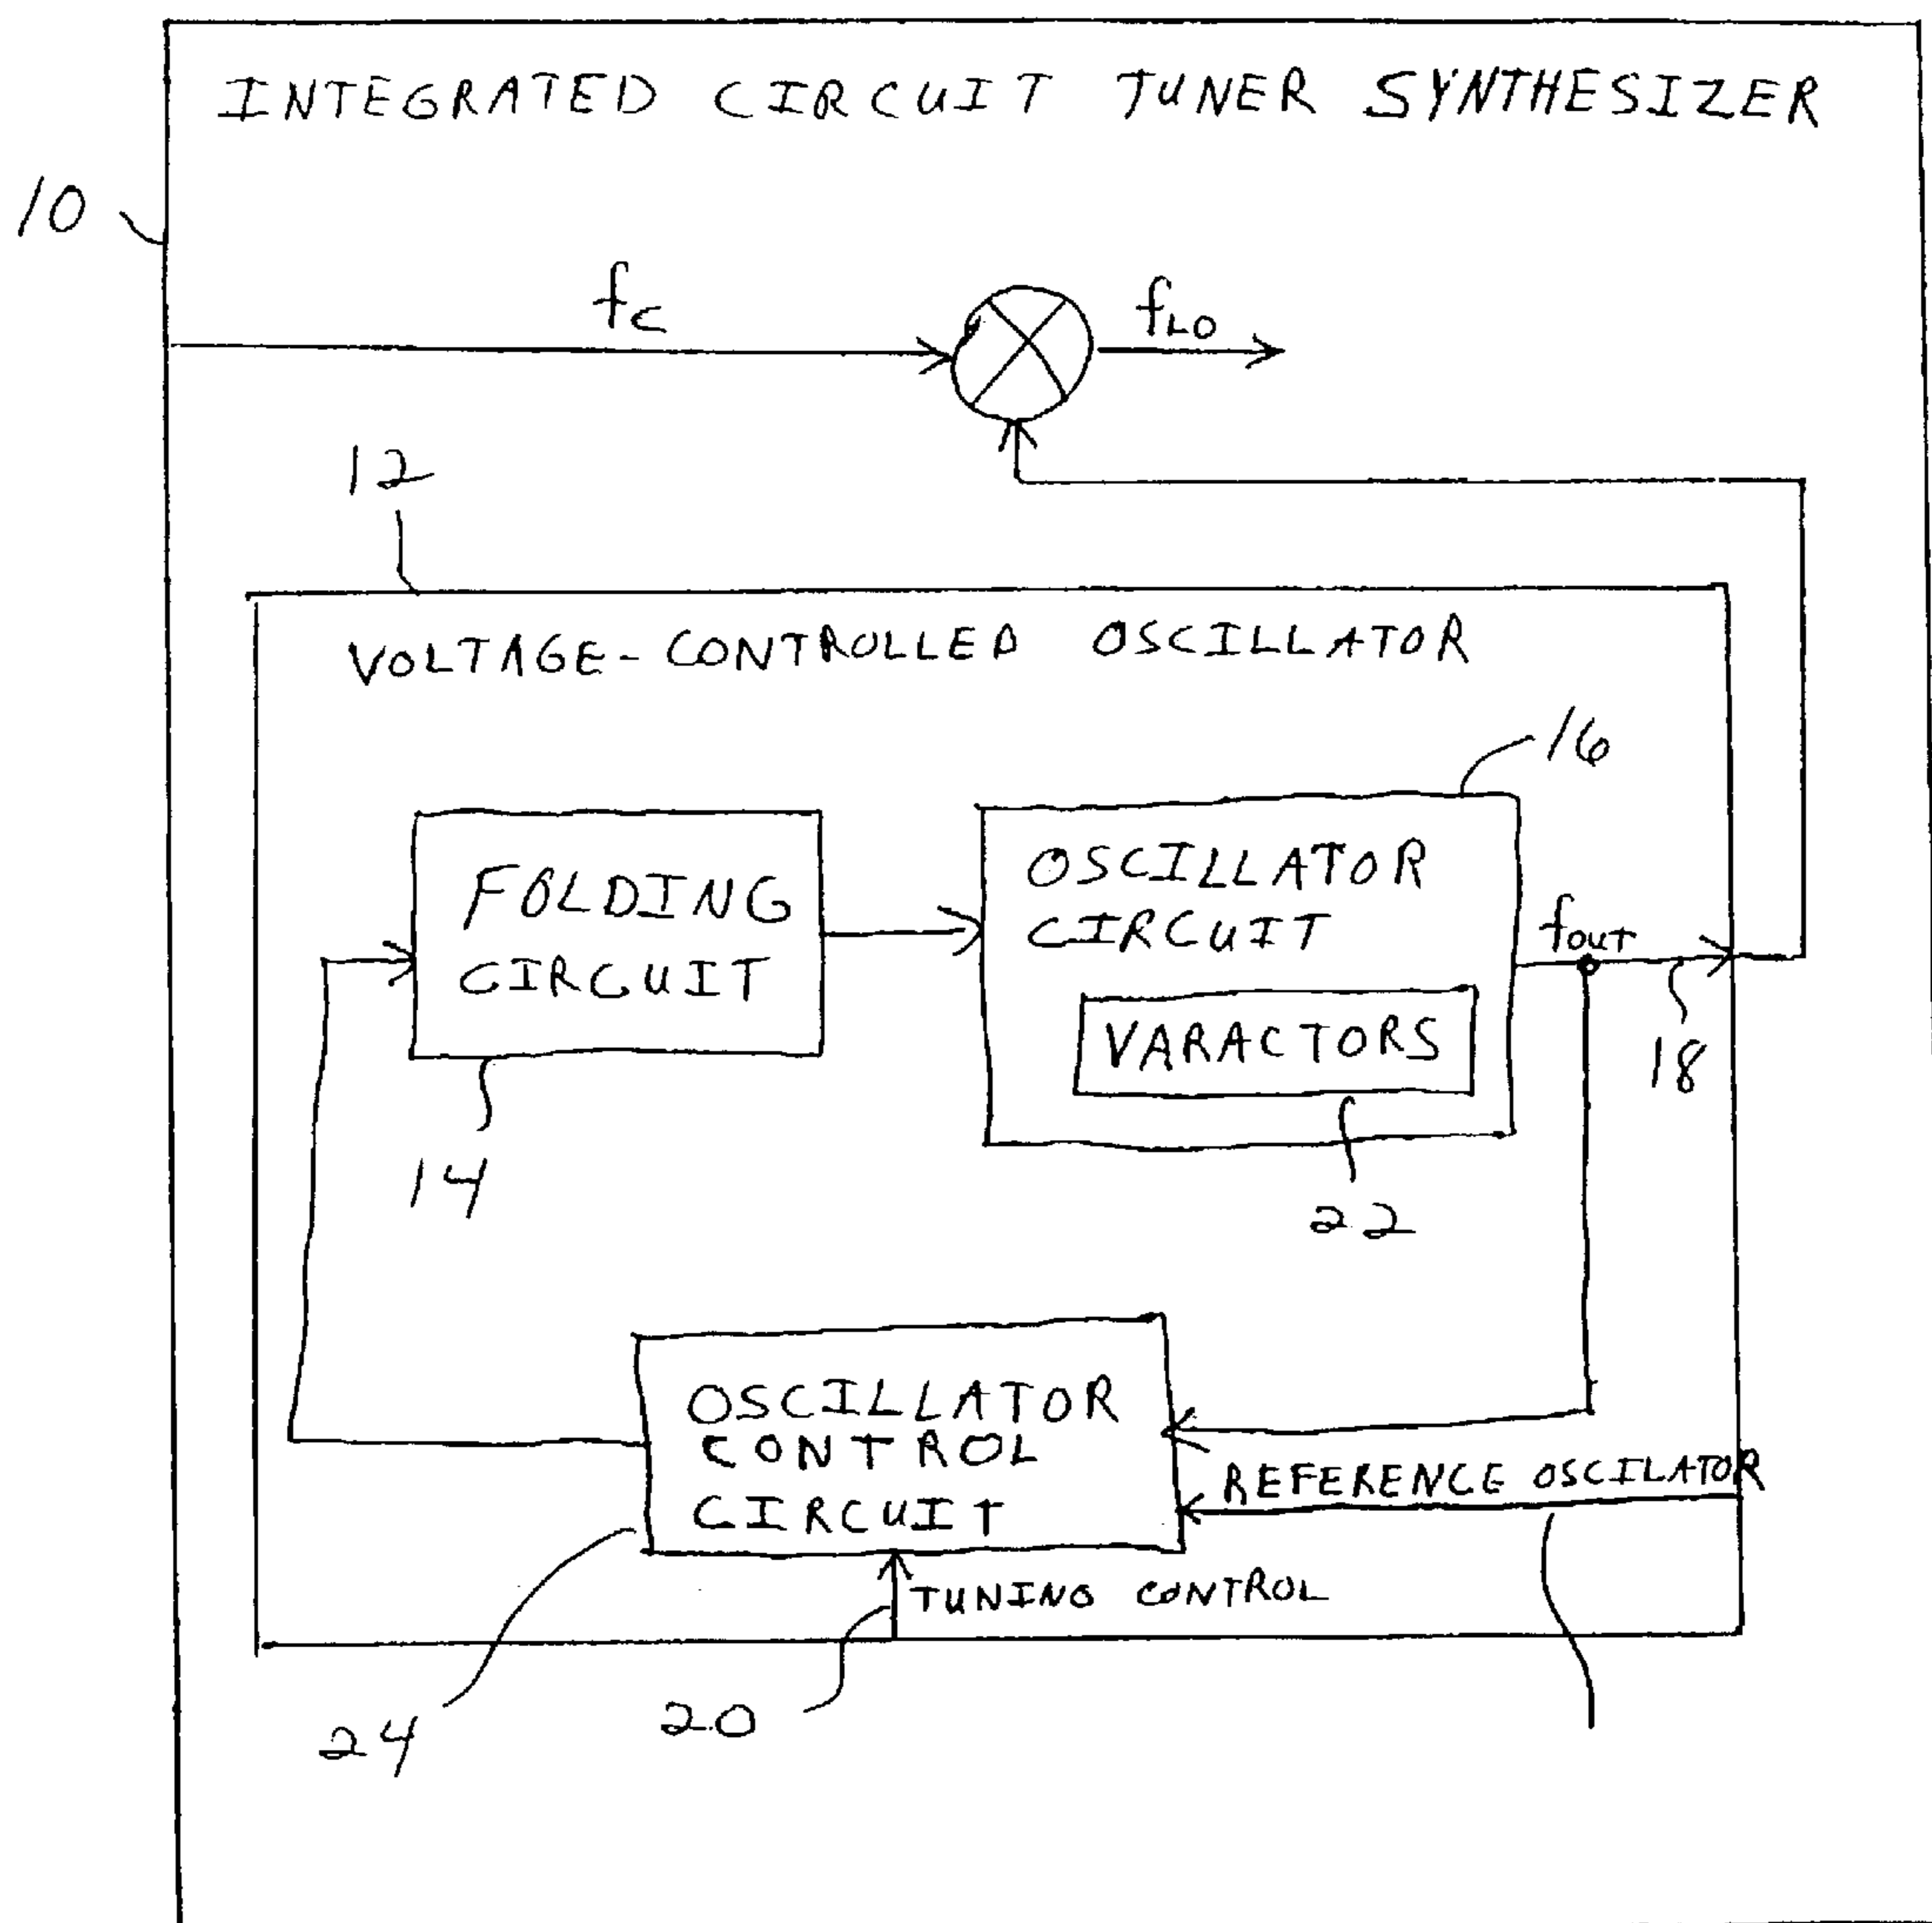 INTEGRATED CIRCUIT TUNER SYNTHESIZER
10
fc
fLO
12
VOLTAGE-CONTROLLED OSCILLATOR
16
FOLDING
CIRCUIT
OSCILLATOR
CIRCUIT
fout
VARACTORS
18
14
22
OSCILLATOR
CONTROL
CIRCUIT
REFERENCE OSCILATOR
TUNING CONTROL
24
20